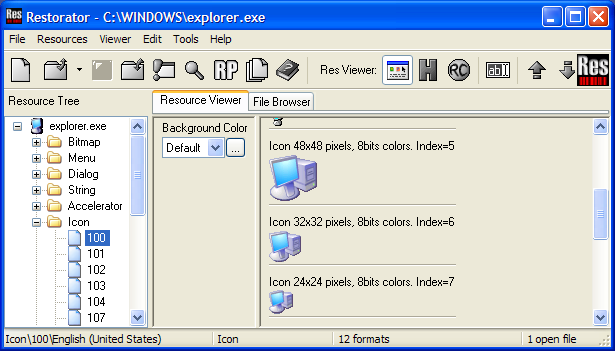 Restorator - C:\WINDOWS\explorer.exe
Res
File Resources Viewer Edit Tools Help
RP Res Viewer: H RC ab Res
Resource Tree
Resource Viewer File Browser
explorer.exe
Bitmap
Menu
Dialog
String
Accelerator
Icon
100
101
102
103
104
107
Background Color
Default ...
Icon 48x48 pixels, 8bits colors. Index=5
Icon 32x32 pixels, 8bits colors. Index=6
Icon 24x24 pixels, 8bits colors. Index=7
Icon\100\English (United States) Icon 12 formats 1 open file